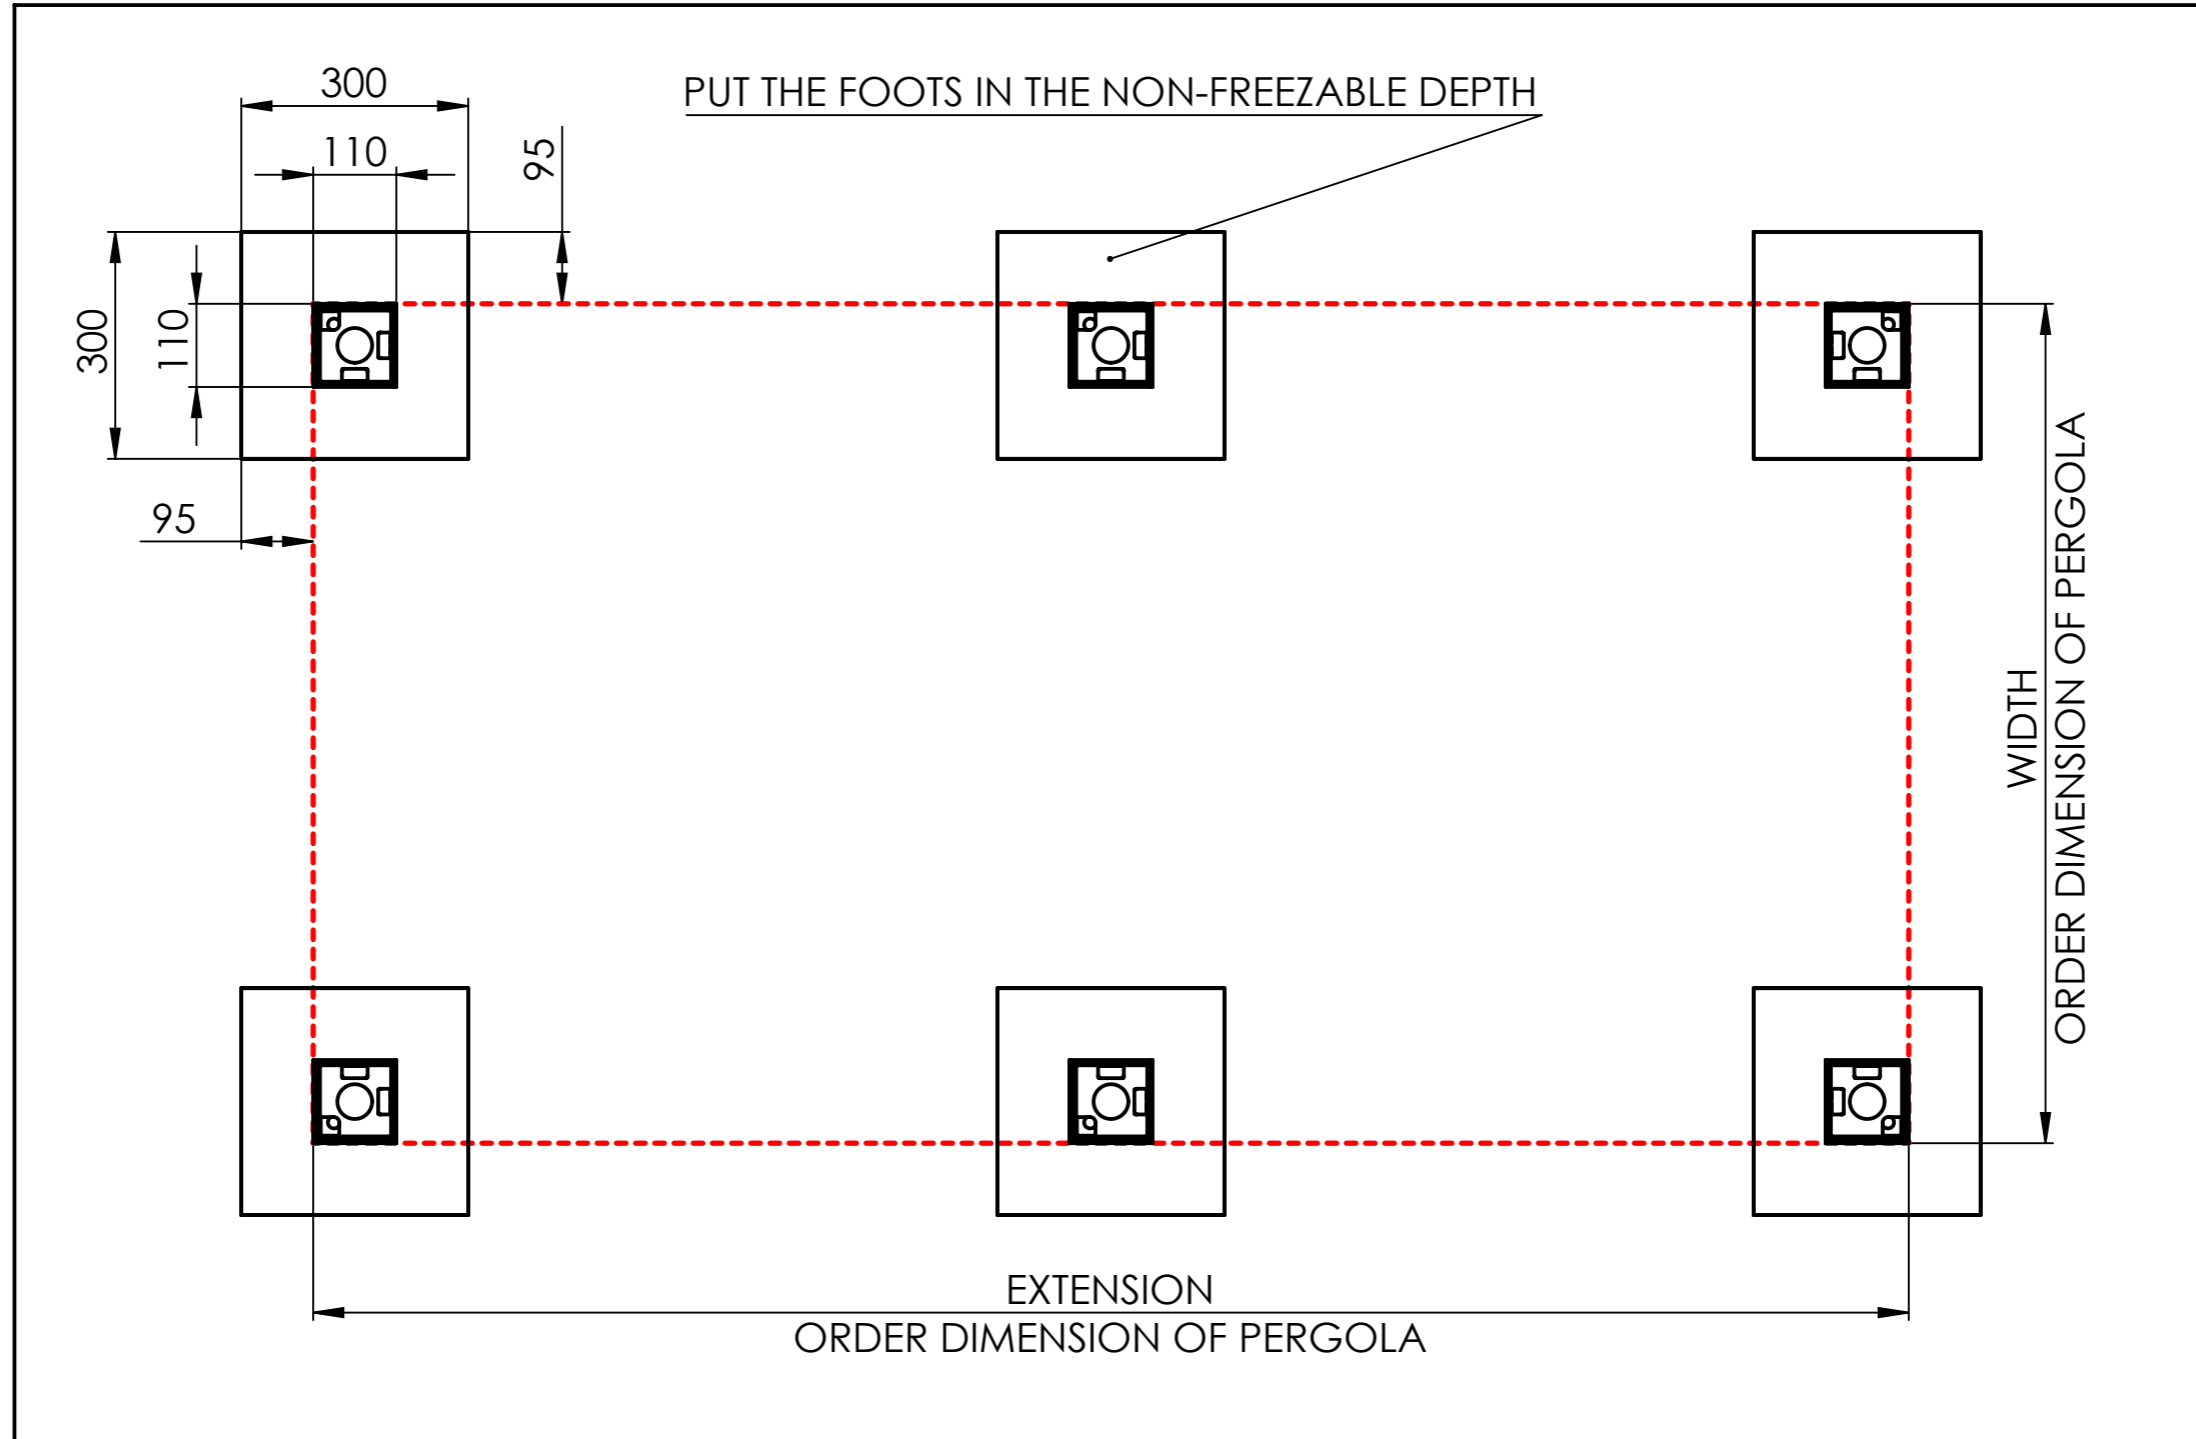 300
PUT THE FOOTS IN THE NON-FREEZABLE DEPTH
110
95
300
110
95
WIDTH
ORDER DIMENSION OF PERGOLA
EXTENSION
ORDER DIMENSION OF PERGOLA